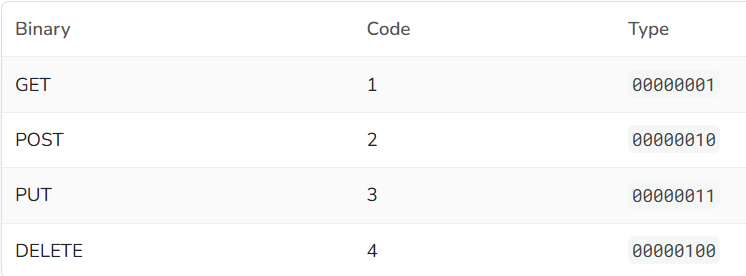 Binary Code Type
GET 1 00000001
POST 2 00000010
PUT 3 00000011
DELETE 4 00000100